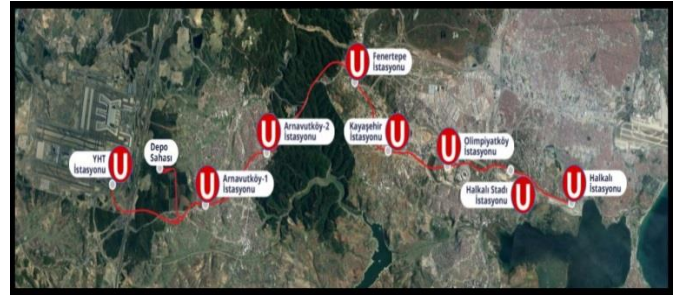 U
Fenertepe
İstasyonu
U
Arnavutköy-2
İstasyonu
Kayaşehir
İstasyonu
U
U
Olimpiyatköy
İstasyonu
YHT
İstasyonu
U
Depo
Sahası
U
Arnavutköy-1
İstasyonu
Halkalı Stadı
İstasyonu
U
U
Halkalı
İstasyonu